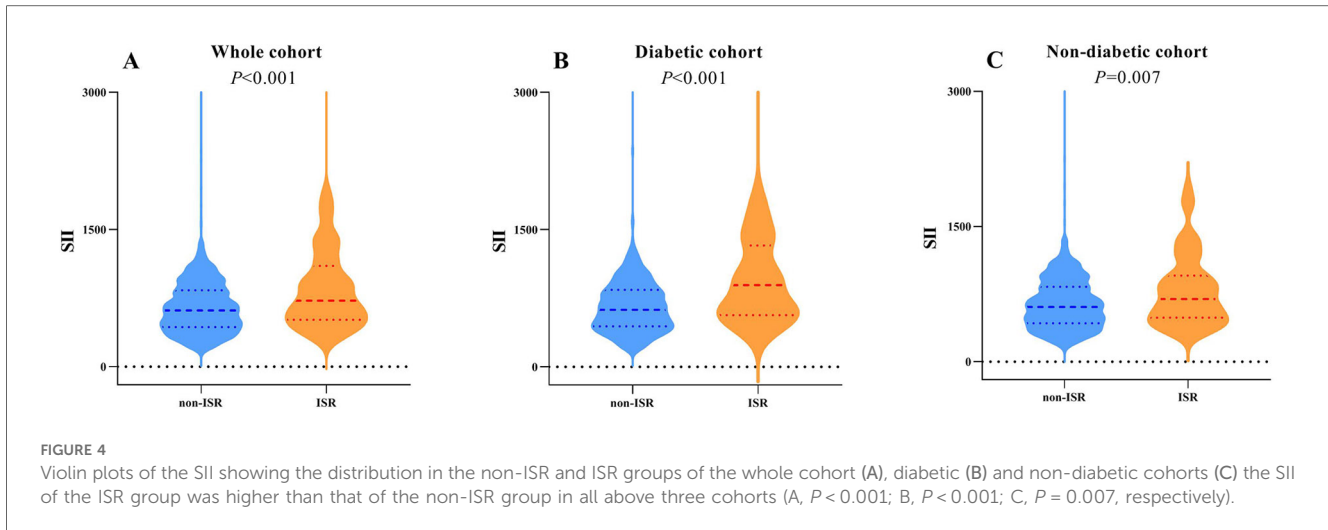 A
Whole cohort
P<0.001
3000
1500
0
SII
non-ISR
ISR
B
Diabetic cohort
P<0.001
3000
1500
0
SII
non-ISR
ISR
C
Non-diabetic cohort
P=0.007
3000
1500
0
SII
non-ISR
ISR
FIGURE 4
Violin plots of the SII showing the distribution in the non-ISR and ISR groups of the whole cohort (A), diabetic (B) and non-diabetic cohorts (C) the SII
of the ISR group was higher than that of the non-ISR group in all above three cohorts (A, P < 0.001; B, P < 0.001; C, P = 0.007, respectively).